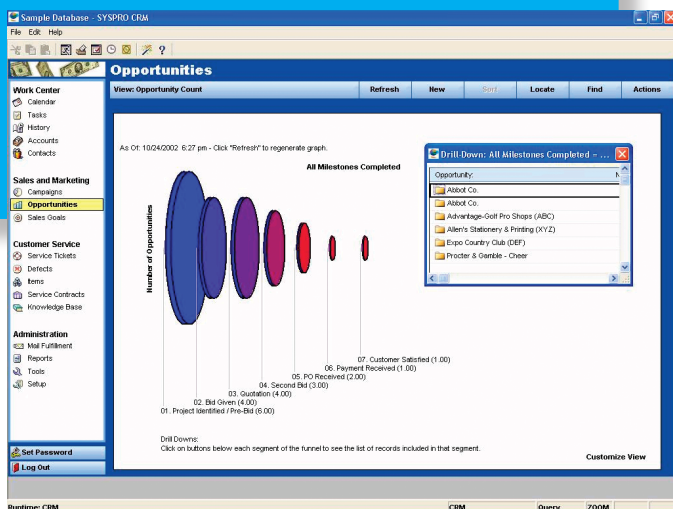 Sample Database - SYSPRO CRM
File Edit Help
Opportunities
View: Opportunity Count
Refresh
New
Sort
Locate
Find
Actions
Work Center
Calendar
Tasks
History
Accounts
Contacts
Sales and Marketing
Campaigns
Opportunities
Sales Goals
Customer Service
Service Tickets
Defects
Items
Service Contracts
Knowledge Base
Administration
Mail Fulfillment
Reports
Tools
Setup
Set Password
Log Out
As Of: 10/24/2002 6:27 pm - Click "Refresh" to regenerate graph.
All Milestones Completed
Number of Opportunities
07. Customer Satisfied (1.00)
06. Payment Received (1.00)
05. PO Received (2.00)
04. Second Bid (3.00)
03. Quotation (4.00)
02. Bid Given (4.00)
01. Project Identified / Pre-Bid (6.00)
Drill Downs:
Click on buttons below each segment of the funnel to see the list of records included in that segment.
Customize View
Drill-Down: All Milestones Completed = ...
Opportunity: N
Abbot Co.
Abbot Co.
Advantage-Golf Pro Shops (ABC)
Allen's Stationery & Printing (XYZ)
Expo Country Club (DEF)
Procter & Gamble - Cheer
Runtime: CRM
CRM
Query
ZOOM